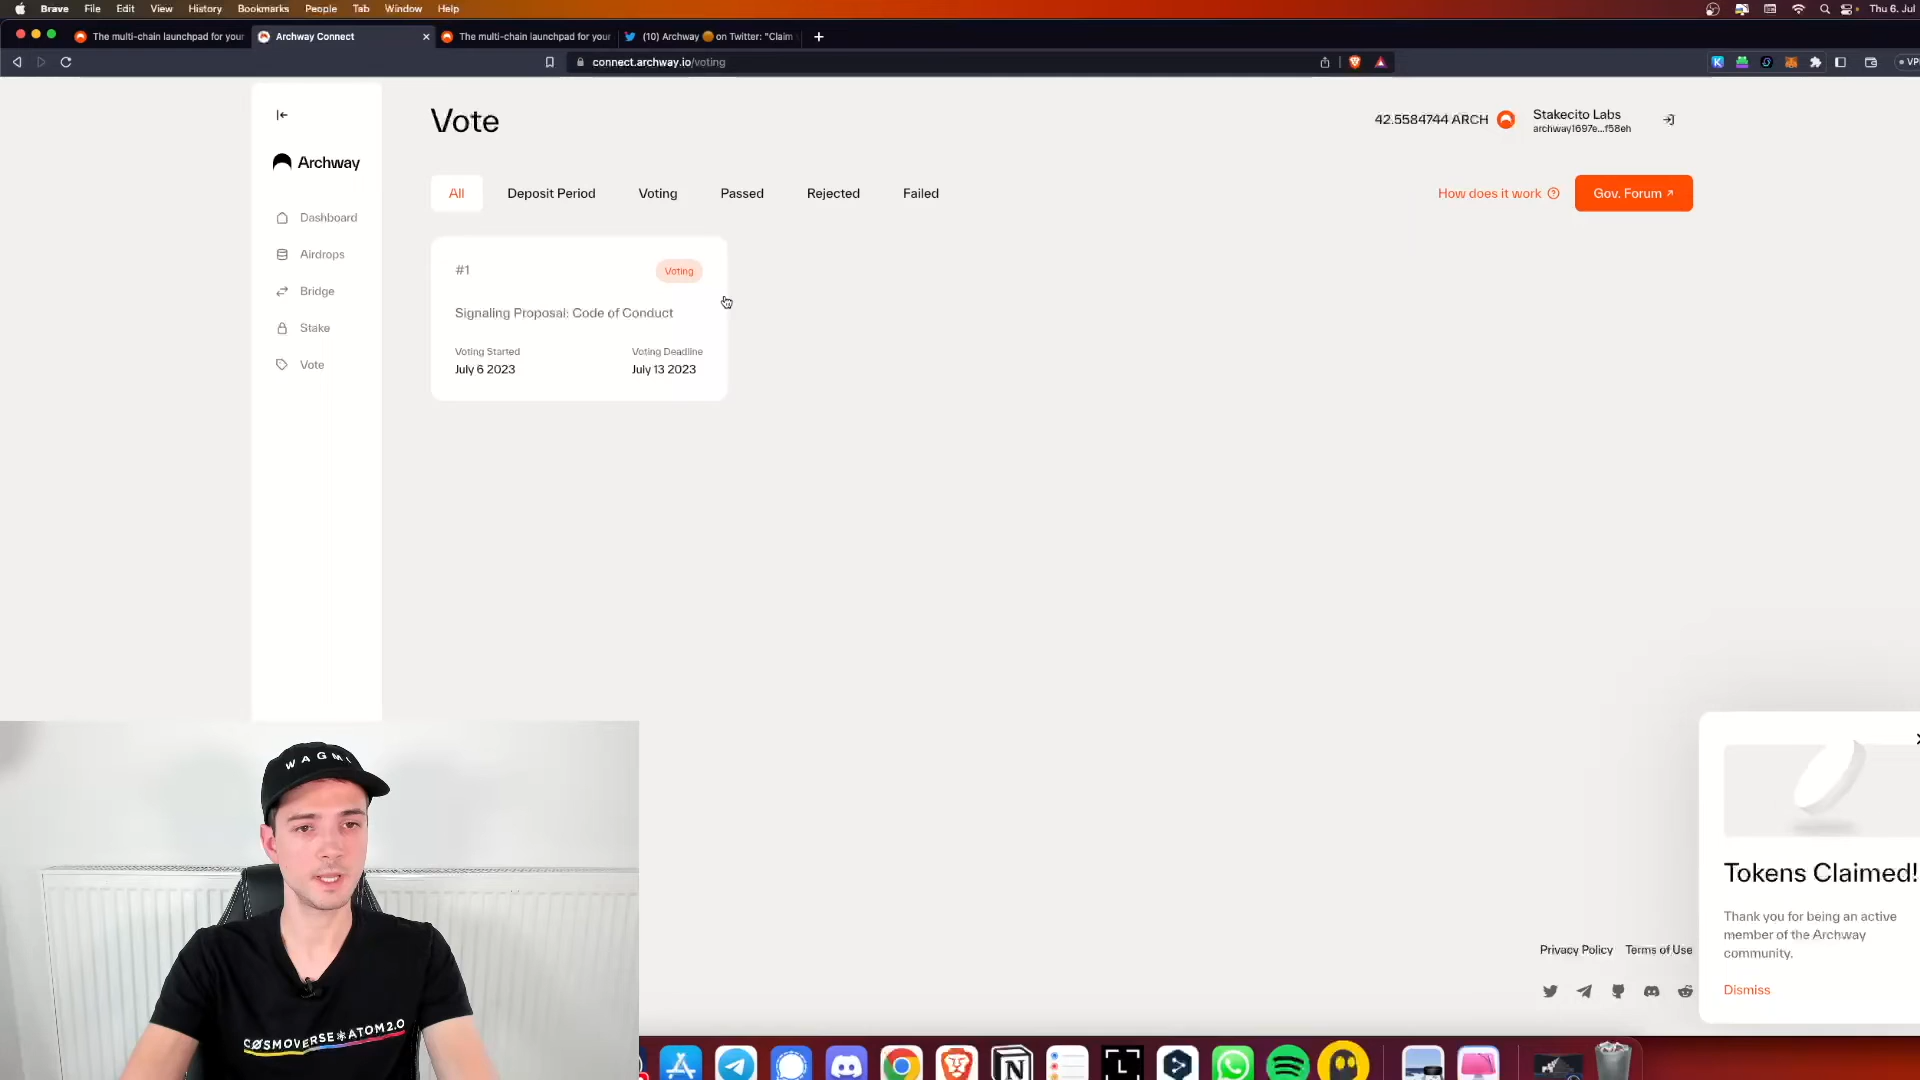 Brave File Edit View History Bookmarks People Tab Window Help
Thu 6. Jul
The multi-chain launchpad for your
Archway Connect
The multi-chain launchpad for your
(10) Archway 🟠 on Twitter: "Claim
connect.archway.io/voting
VP
Vote
42.5584744 ARCH
Stakecito Labs
archway1697e...f58eh
Archway
All Deposit Period Voting Passed Rejected Failed
How does it work
Gov. Forum
Dashboard
Airdrops
Bridge
Stake
Vote
#1
Voting
Signaling Proposal: Code of Conduct
Voting Started
Voting Deadline
July 6 2023
July 13 2023
Tokens Claimed!
Thank you for being an active
member of the Archway
community.
Dismiss
Privacy Policy Terms of Use
WAGMI
COSMOVERSE ATOM 2.0